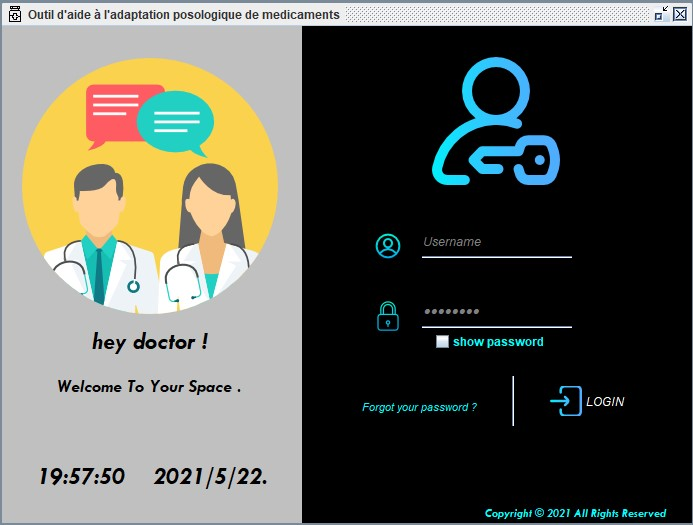 Outil d'aide à l'adaptation posologique de medicaments
hey doctor !
Welcome To Your Space .
19:57:50 2021/5/22.
Username
••••••••
show password
Forgot your password ?
LOGIN
Copyright © 2021 All Rights Reserved